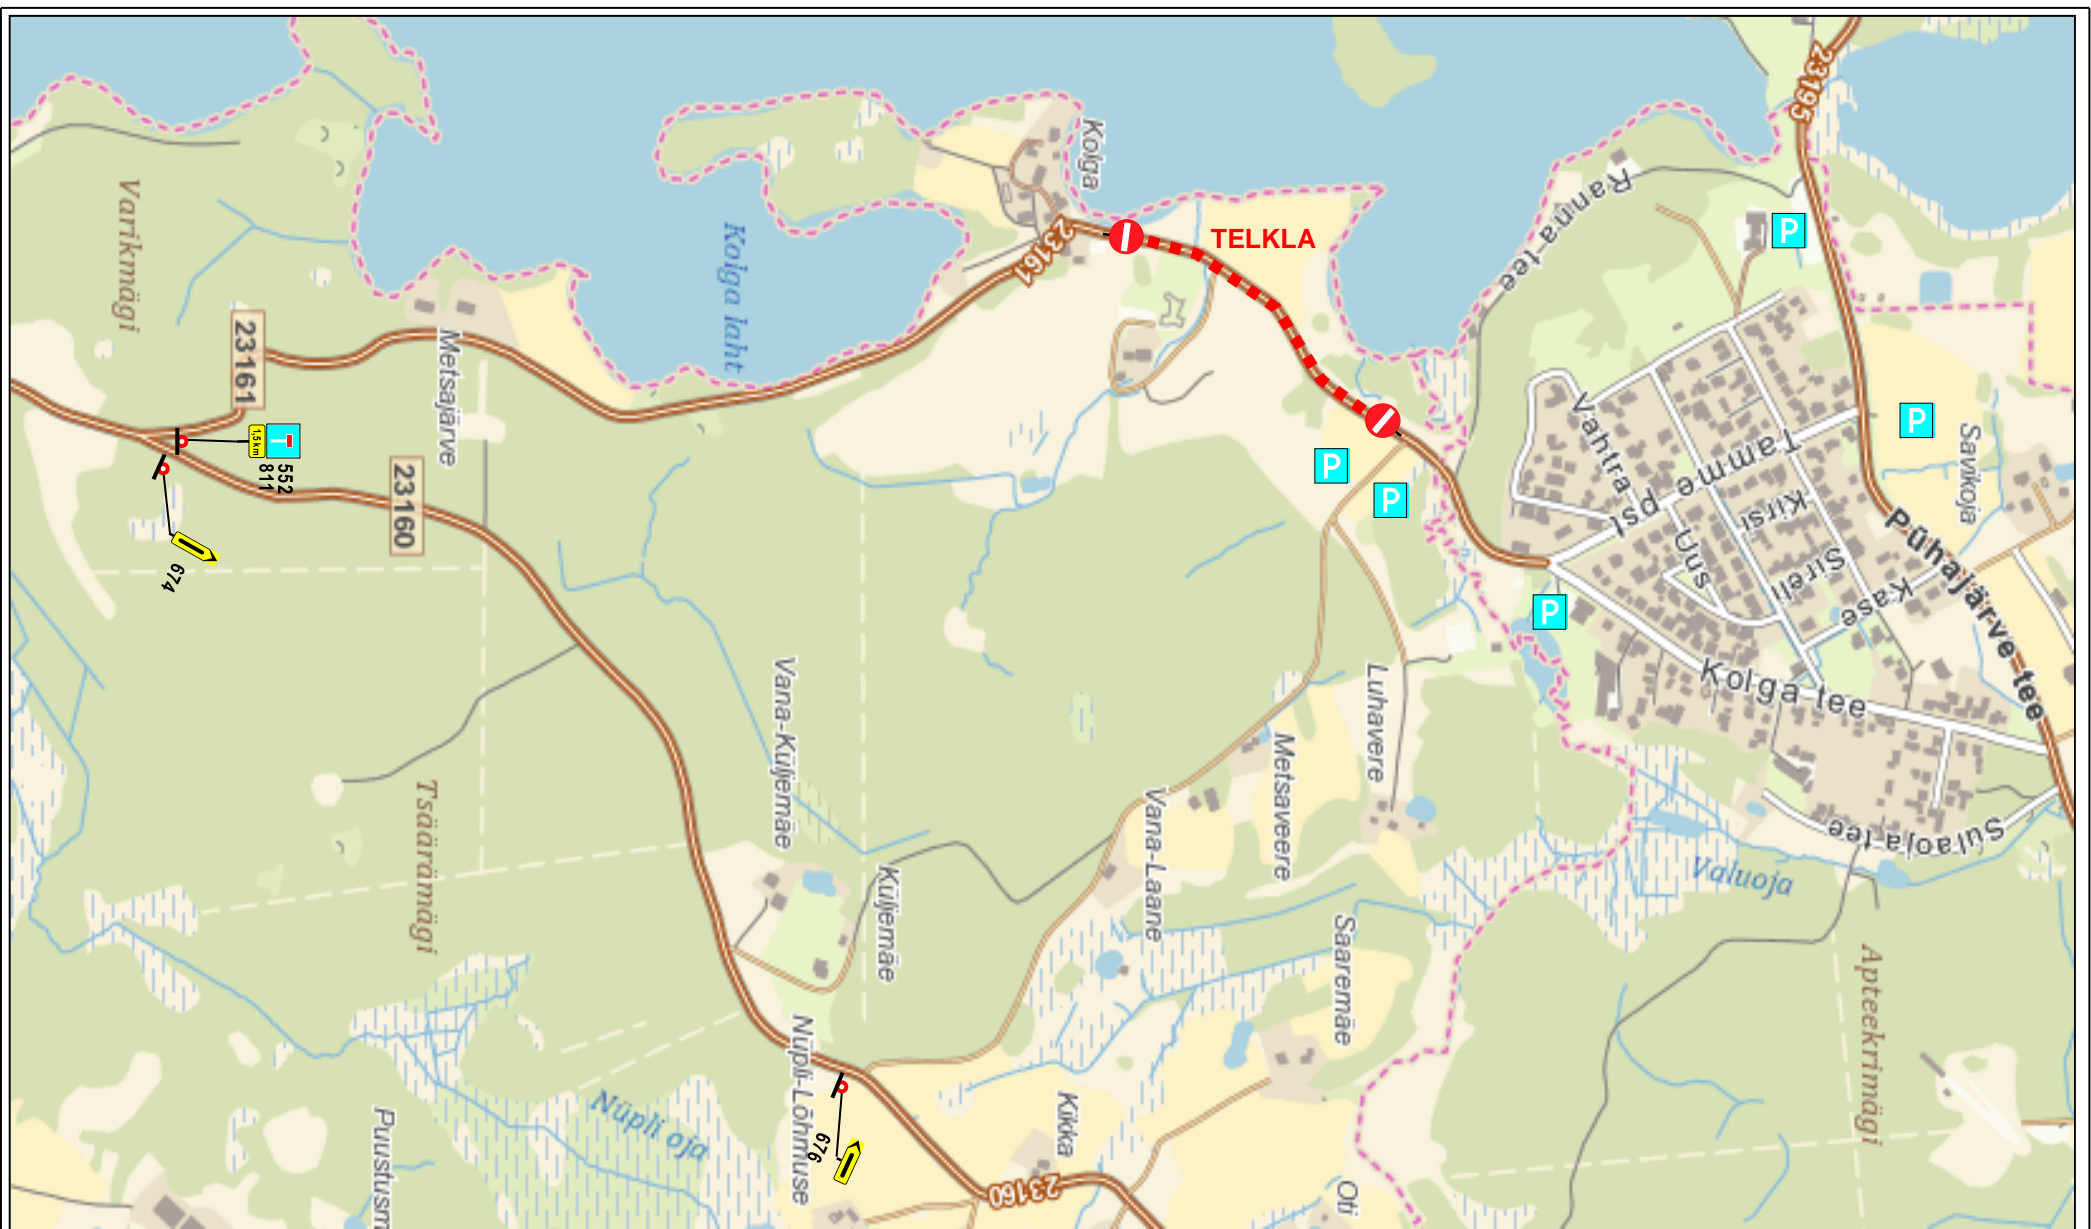 23195
Kolga
Ranna tee
P
TELKLA
23161
Varikmägi
Kolga laht
23161
Metsajärve
P
Savikoja
Vahtra
Tamme pst
Kirsi
Uus
Sireli
Kase
Pühajärve tee
P
P
P
1,5 km
552
811
23160
674
Kolga tee
Luhavere
Metsaveere
Vana-Küljemäe
Tsäärämägi
Vana-Laane
Sulaoja tee
Valuoja
Küljemäe
Saaremäe
Apteekrimägi
Nüpli-Lõhmuse
Nüpli oja
Kikka
676
Puustusm
23160
Oti